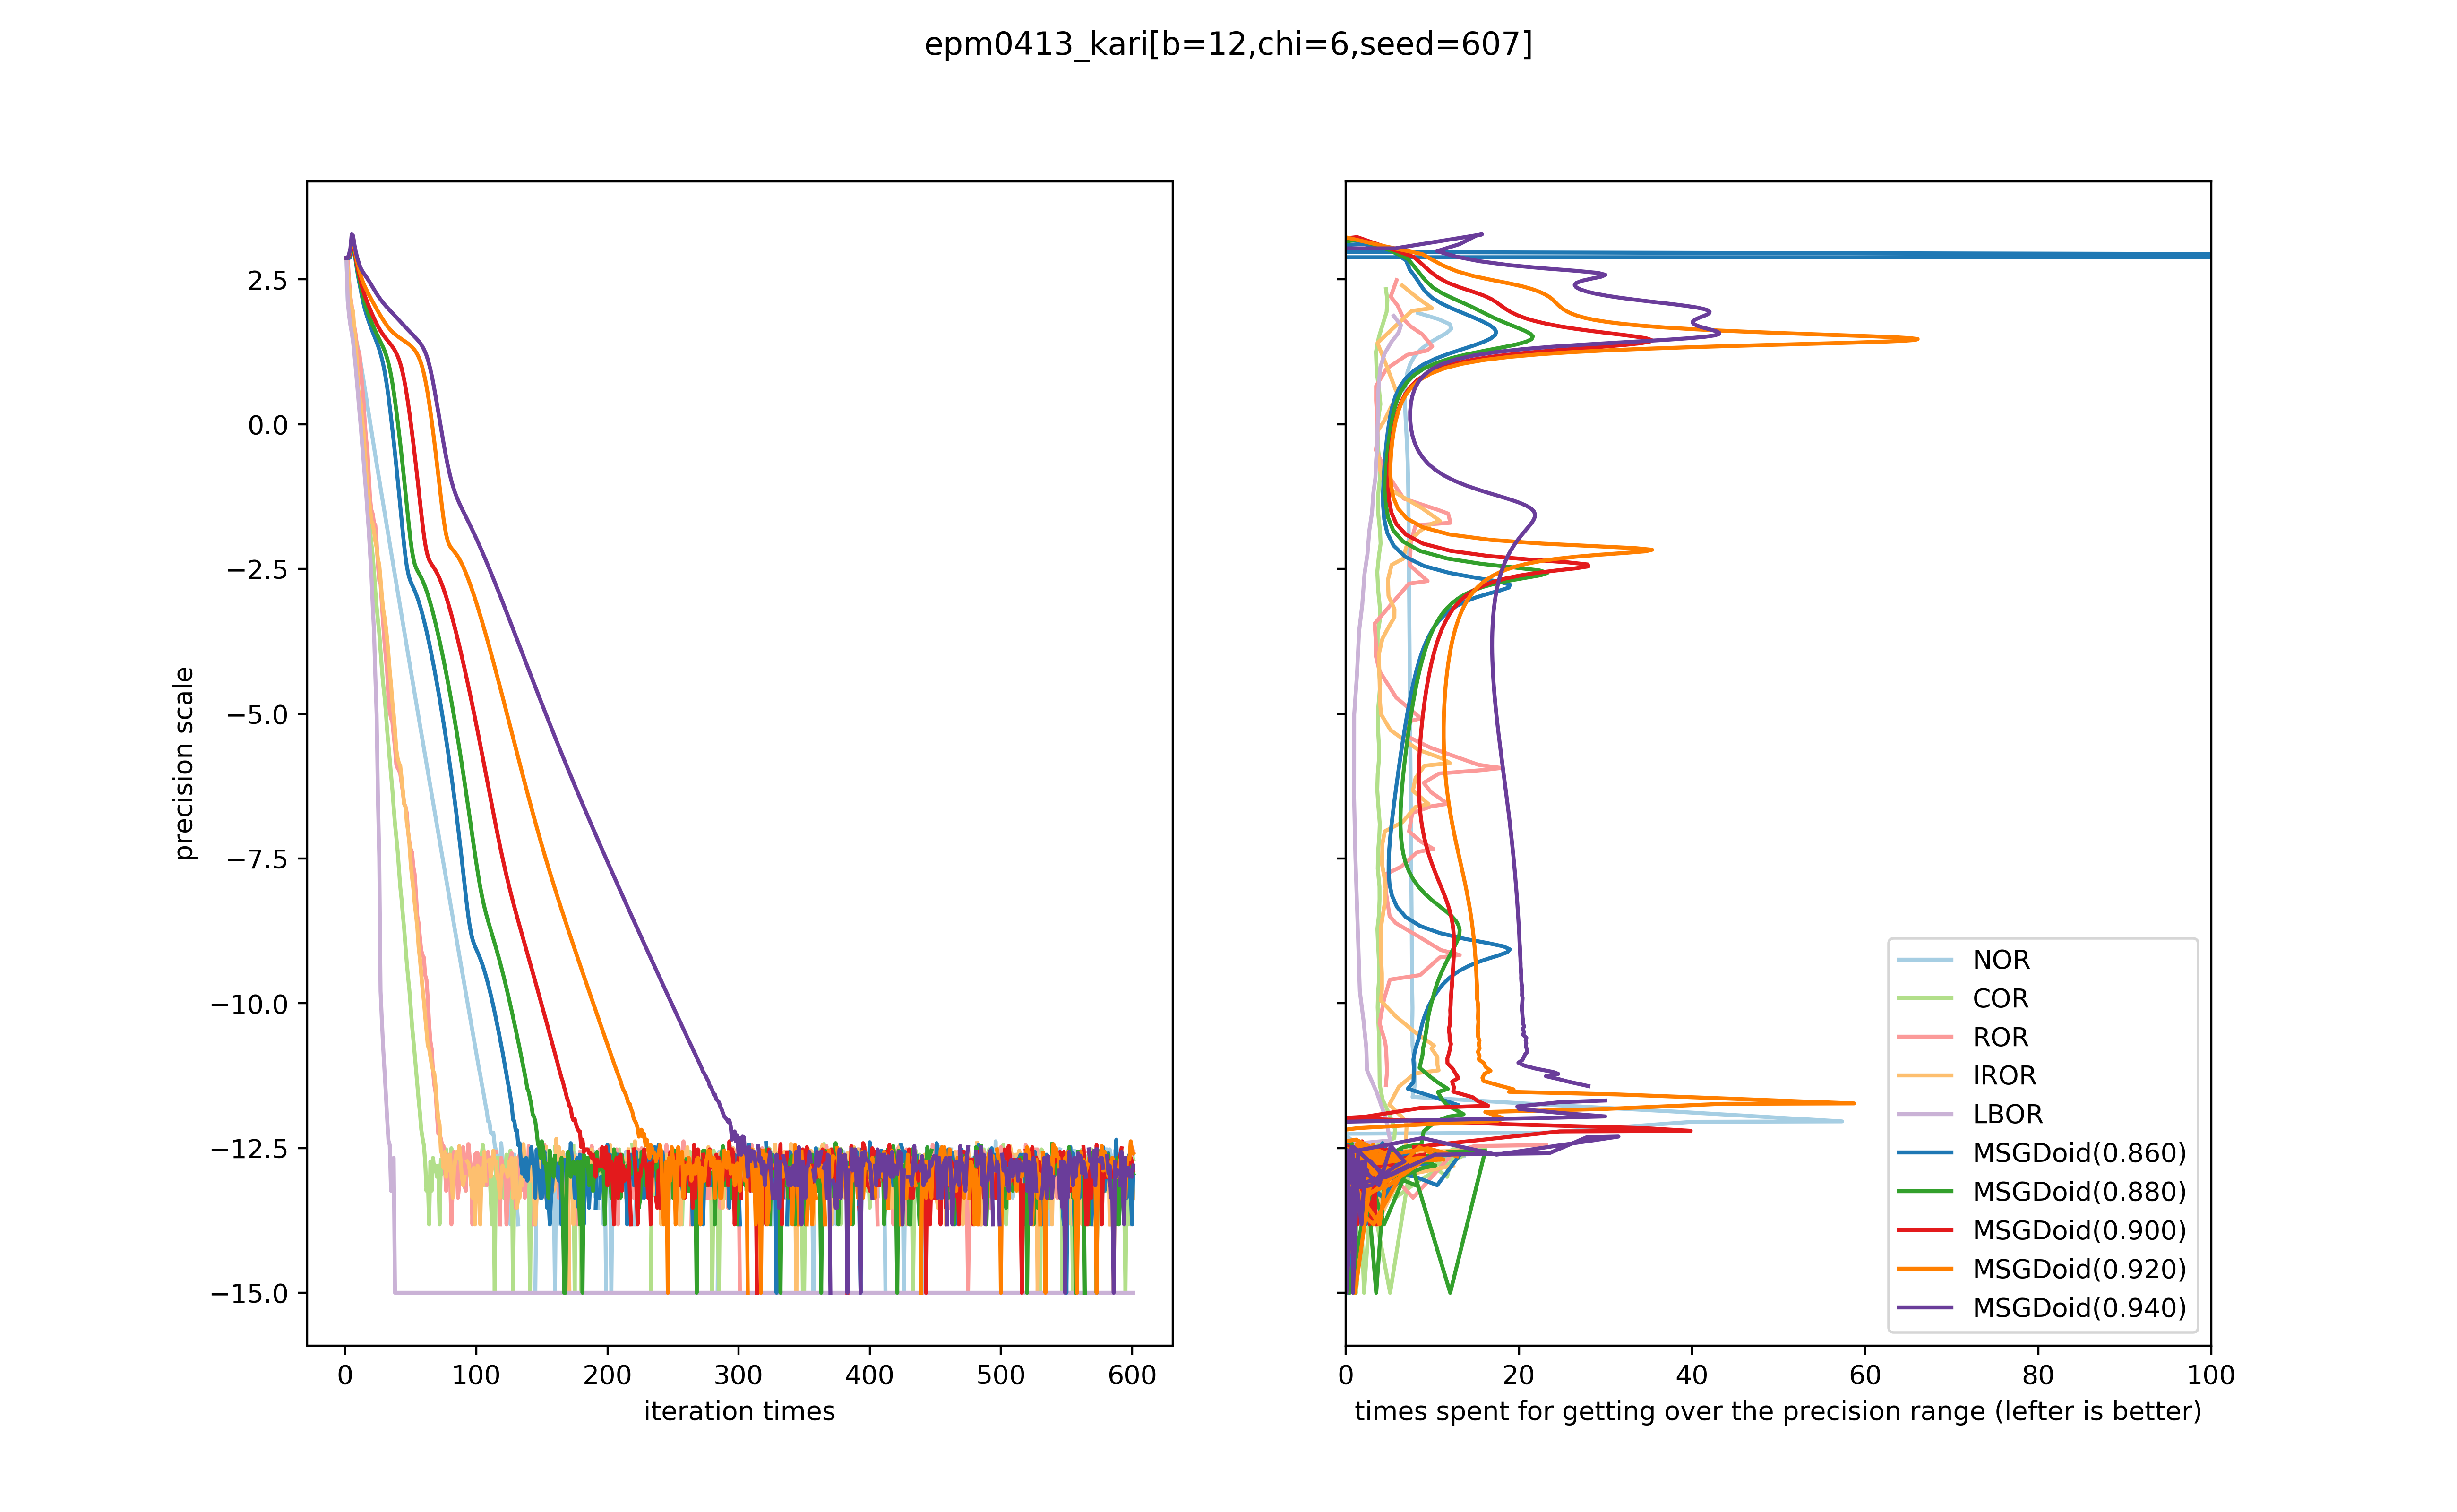 epm0413_kari[b=12,chi=6,seed=607]
precision scale
2.5
0.0
−2.5
−5.0
−7.5
−10.0
−12.5
−15.0
0 100 200 300 400 500 600
iteration times
0 20 40 60 80 100
times spent for getting over the precision range (lefter is better)
NOR
COR
ROR
IROR
LBOR
MSGDoid(0.860)
MSGDoid(0.880)
MSGDoid(0.900)
MSGDoid(0.920)
MSGDoid(0.940)